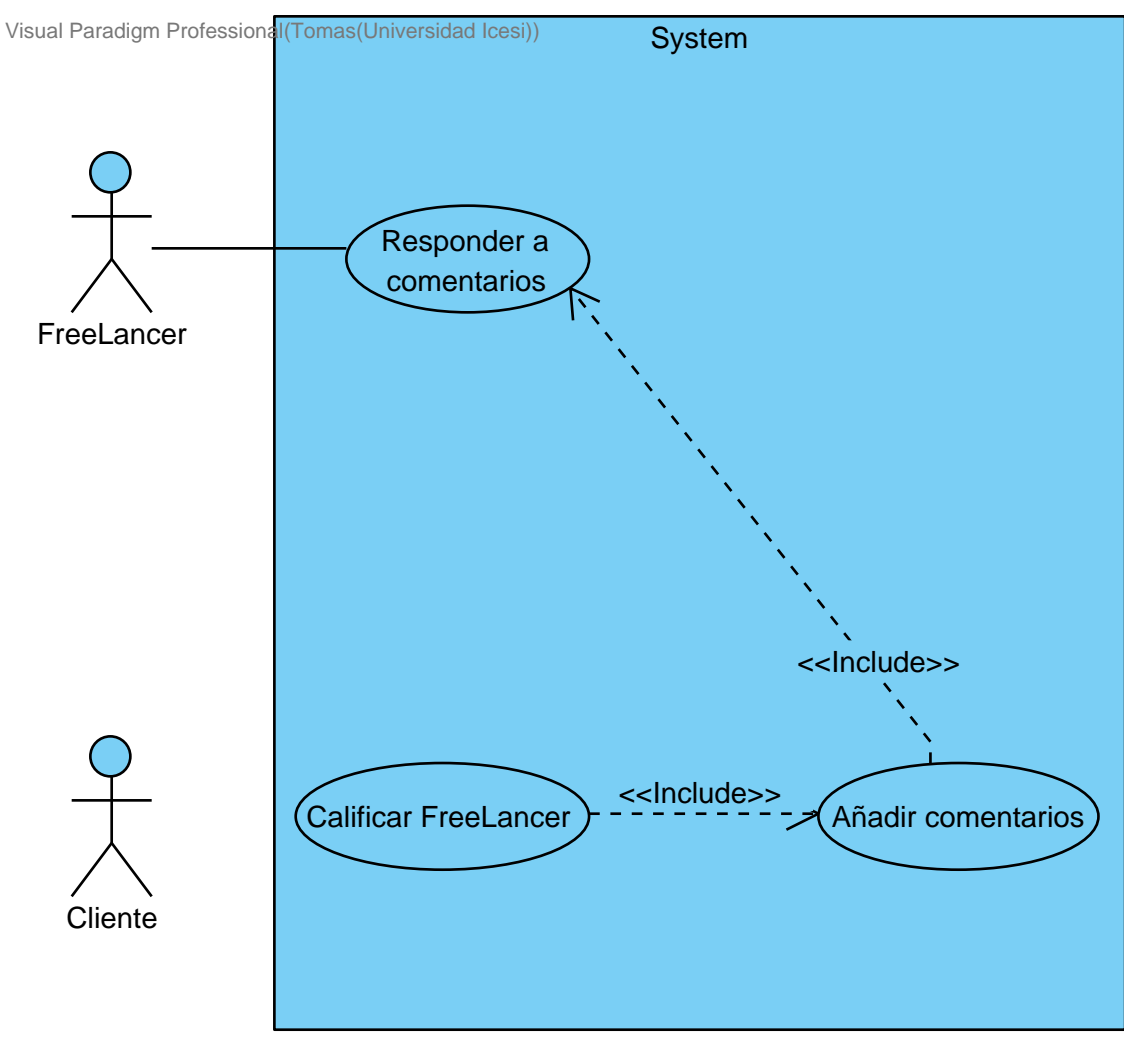 Visual Paradigm Professional(Tomas(Universidad Icesi))
System
Responder a
comentarios
FreeLancer
<<Include>>
<<Include>>
Calificar FreeLancer
Añadir comentarios
Cliente